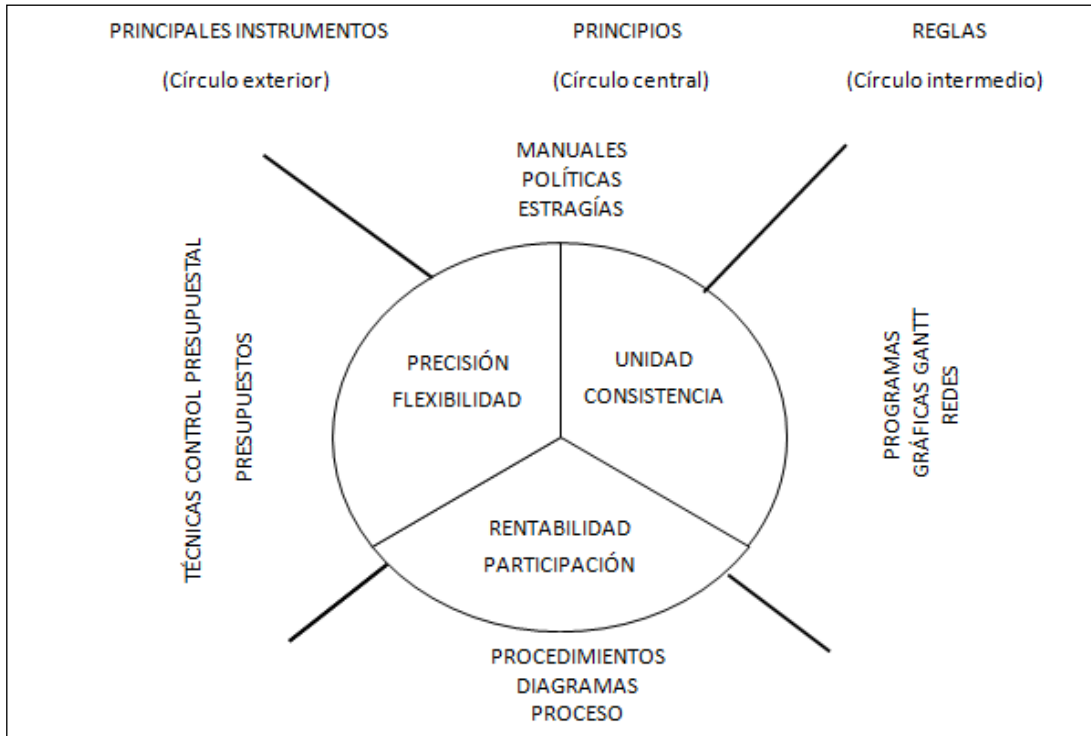 PRINCIPALES INSTRUMENTOS
(Círculo exterior)
PRINCIPIOS
(Círculo central)
REGLAS
(Círculo intermedio)
MANUALES
POLÍTICAS
ESTRAGÍAS
TÉCNICAS CONTROL PRESUPUESTAL
PRESUPUESTOS
PRECISIÓN
FLEXIBILIDAD
UNIDAD
CONSISTENCIA
RENTABILIDAD
PARTICIPACIÓN
PROGRAMAS
GRÁFICAS GANTT
REDES
PROCEDIMIENTOS
DIAGRAMAS
PROCESO